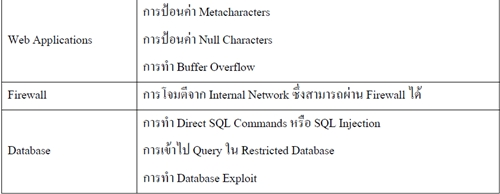 การป้อนค่า Metacharacters
Web Applications
การป้อนค่า Null Characters
การทำ Buffer Overflow
Firewall
การโจมตีจาก Internal Network ซึ่งสามารถผ่าน Firewall ได้
การทำ Direct SQL Commands หรือ SQL Injection
Database
การเข้าไป Query ใน Restricted Database
การทำ Database Exploit